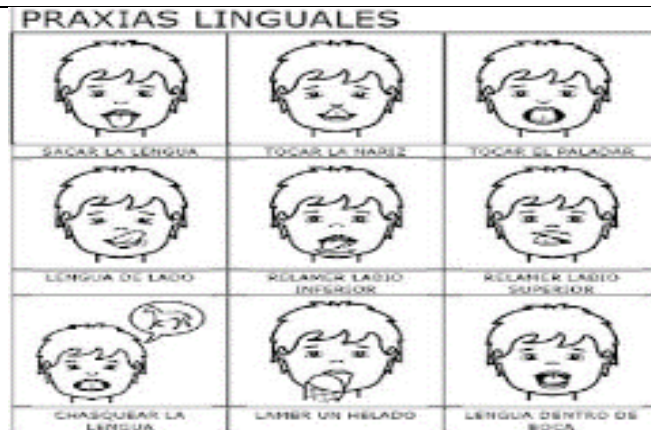 PRAXIAS LINGUALES
SACAR LA LENGUA
TOCAR LA NARIZ
TOCAR EL PALADAR
LENGUA DE LADO
RELAMER LABIO
INFERIOR
RELAMER LABIO
SUPERIOR
CHASQUEAR LA
LENGUA
LAMER UN HELADO
LENGUA DENTRO DE
BOCA